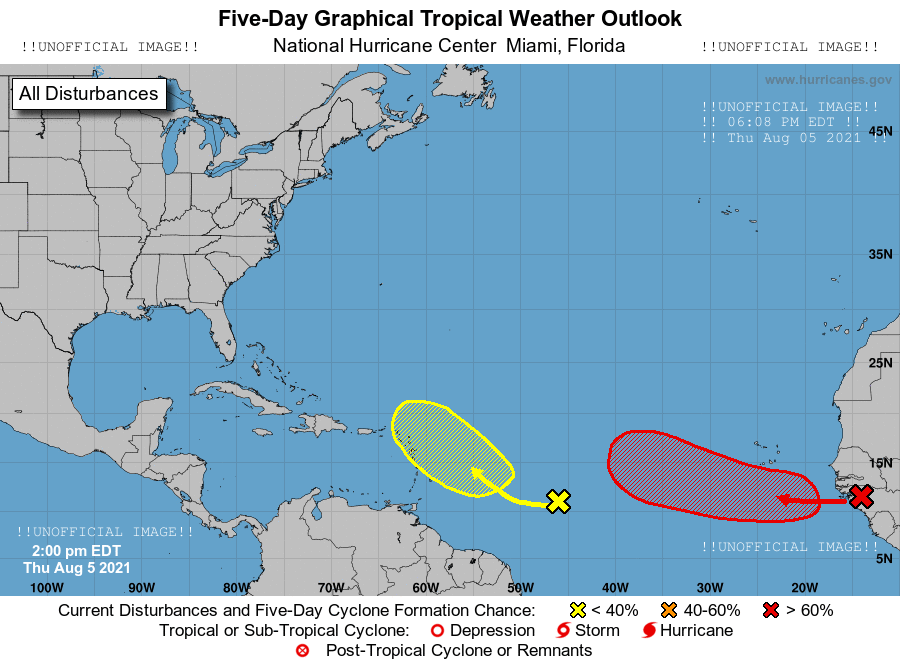 Five-Day Graphical Tropical Weather Outlook
!!UNOFFICIAL IMAGE!! National Hurricane Center Miami, Florida !!UNOFFICIAL IMAGE!!
www.hurricanes.gov
All Disturbances
!!UNOFFICIAL IMAGE!!
!! 06:08 PM EDT !!
!! Thu Aug 05 2021 !!
45N
35N
25N
15N
!!UNOFFICIAL IMAGE!!
2:00 pm EDT
Thu Aug 5 2021
!!UNOFFICIAL IMAGE!!
5N
100W 90W 80W 70W 60W 50W 40W 30W 20W
Current Disturbances and Five-Day Cyclone Formation Chance: < 40% 40-60% > 60%
Tropical or Sub-Tropical Cyclone: Depression Storm Hurricane
Post-Tropical Cyclone or Remnants